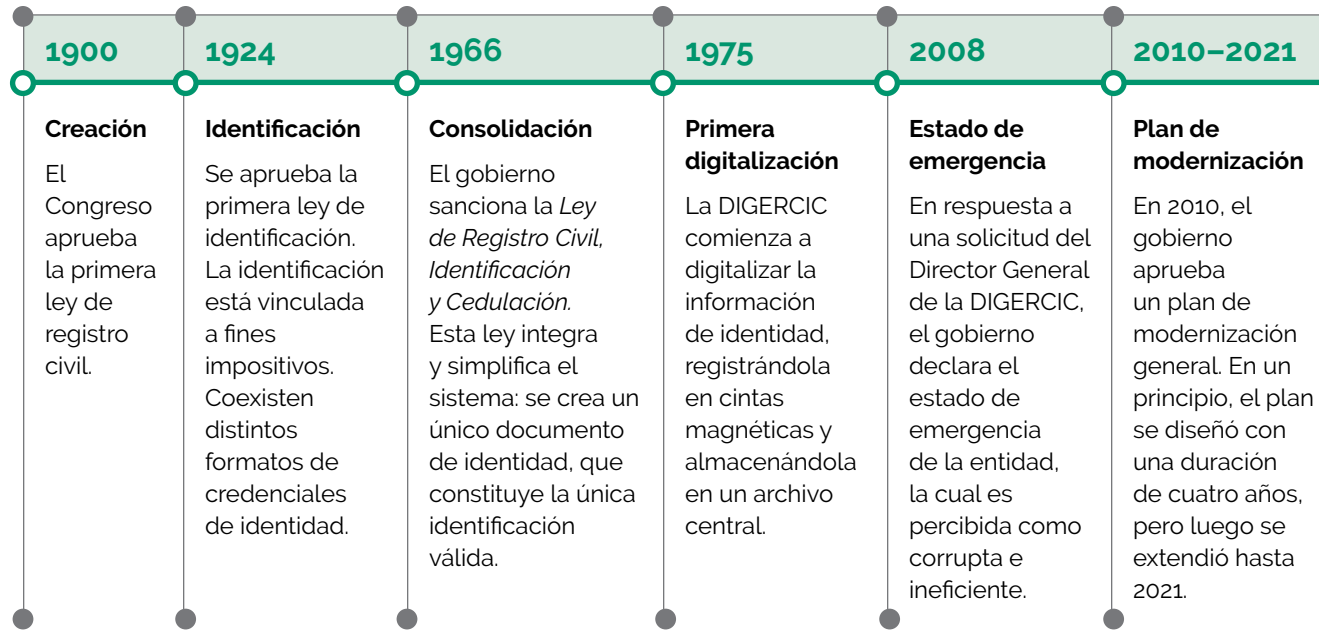 1900
Creación
El
Congreso
aprueba
la primera
ley de
registro
civil.
1924
Identificación
Se aprueba la
primera ley de
identificación.
La identificación
está vinculada
a fines
impositivos.
Coexisten
distintos
formatos de
credenciales
de identidad.
1966
Consolidación
El gobierno
sanciona la Ley
de Registro Civil,
Identificación
y Cedulación.
Esta ley integra
y simplifica el
sistema: se crea un
único documento
de identidad, que
constituye la única
identificación
válida.
1975
Primera
digitalización
La DIGERCIC
comienza a
digitalizar la
información
de identidad,
registrándola
en cintas
magnéticas y
almacenándola
en un archivo
central.
2008
Estado de
emergencia
En respuesta a
una solicitud del
Director General
de la DIGERCIC,
el gobierno
declara el
estado de
emergencia
de la entidad,
la cual es
percibida como
corrupta e
ineficiente.
2010–2021
Plan de
modernización
En 2010, el
gobierno
aprueba
un plan de
modernización
general. En un
principio, el plan
se diseñó con
una duración
de cuatro años,
pero luego se
extendió hasta
2021.